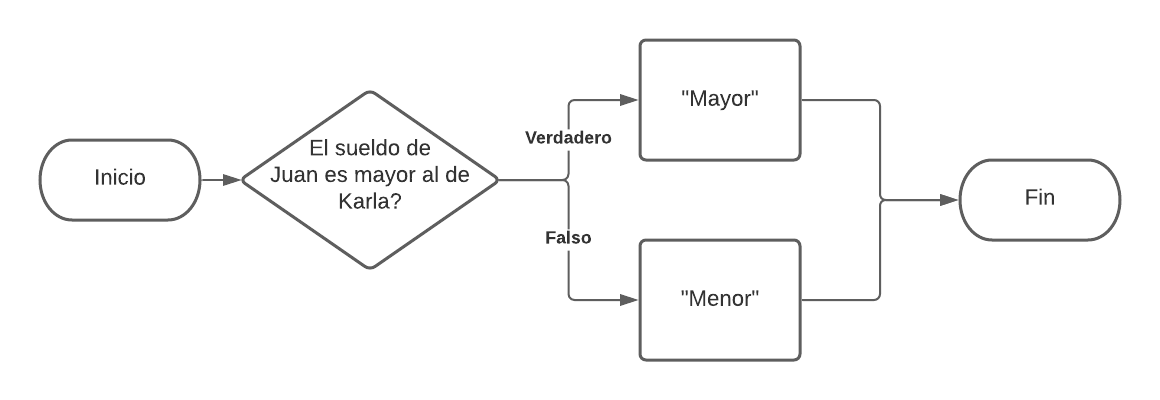 Inicio
El sueldo de
Juan es mayor al de
Karla?
Verdadero
Falso
"Mayor"
"Menor"
Fin